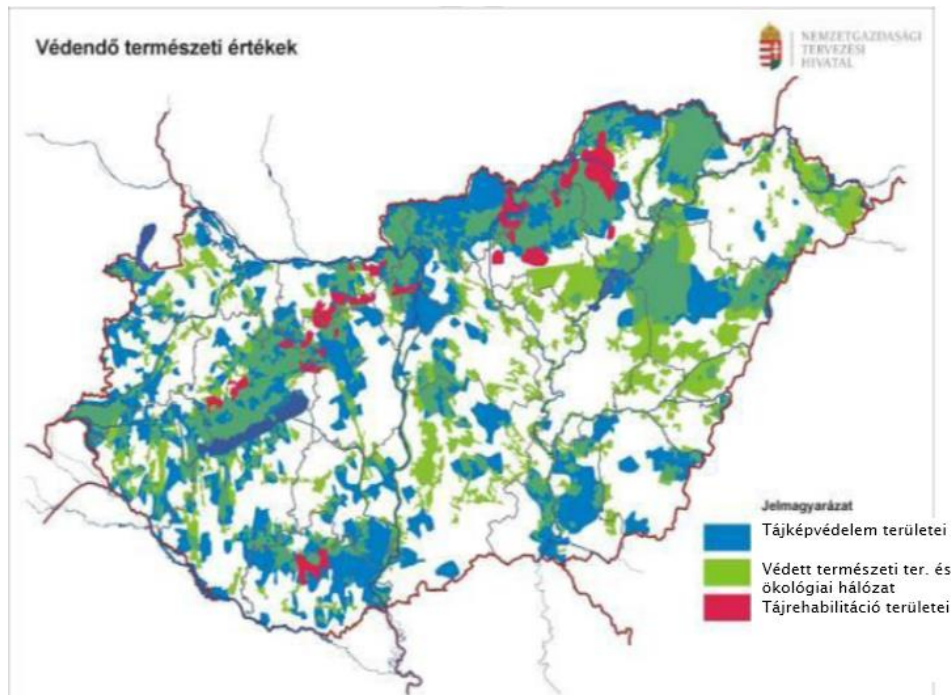 Védendő természeti értékek
NEMZETGAZDASÁGI
TERVEZÉSI
HIVATAL
Jelmagyarázat
Tájképvédelem területei
Védett természeti ter. és
ökológiai hálózat
Tájrehabilitáció területei